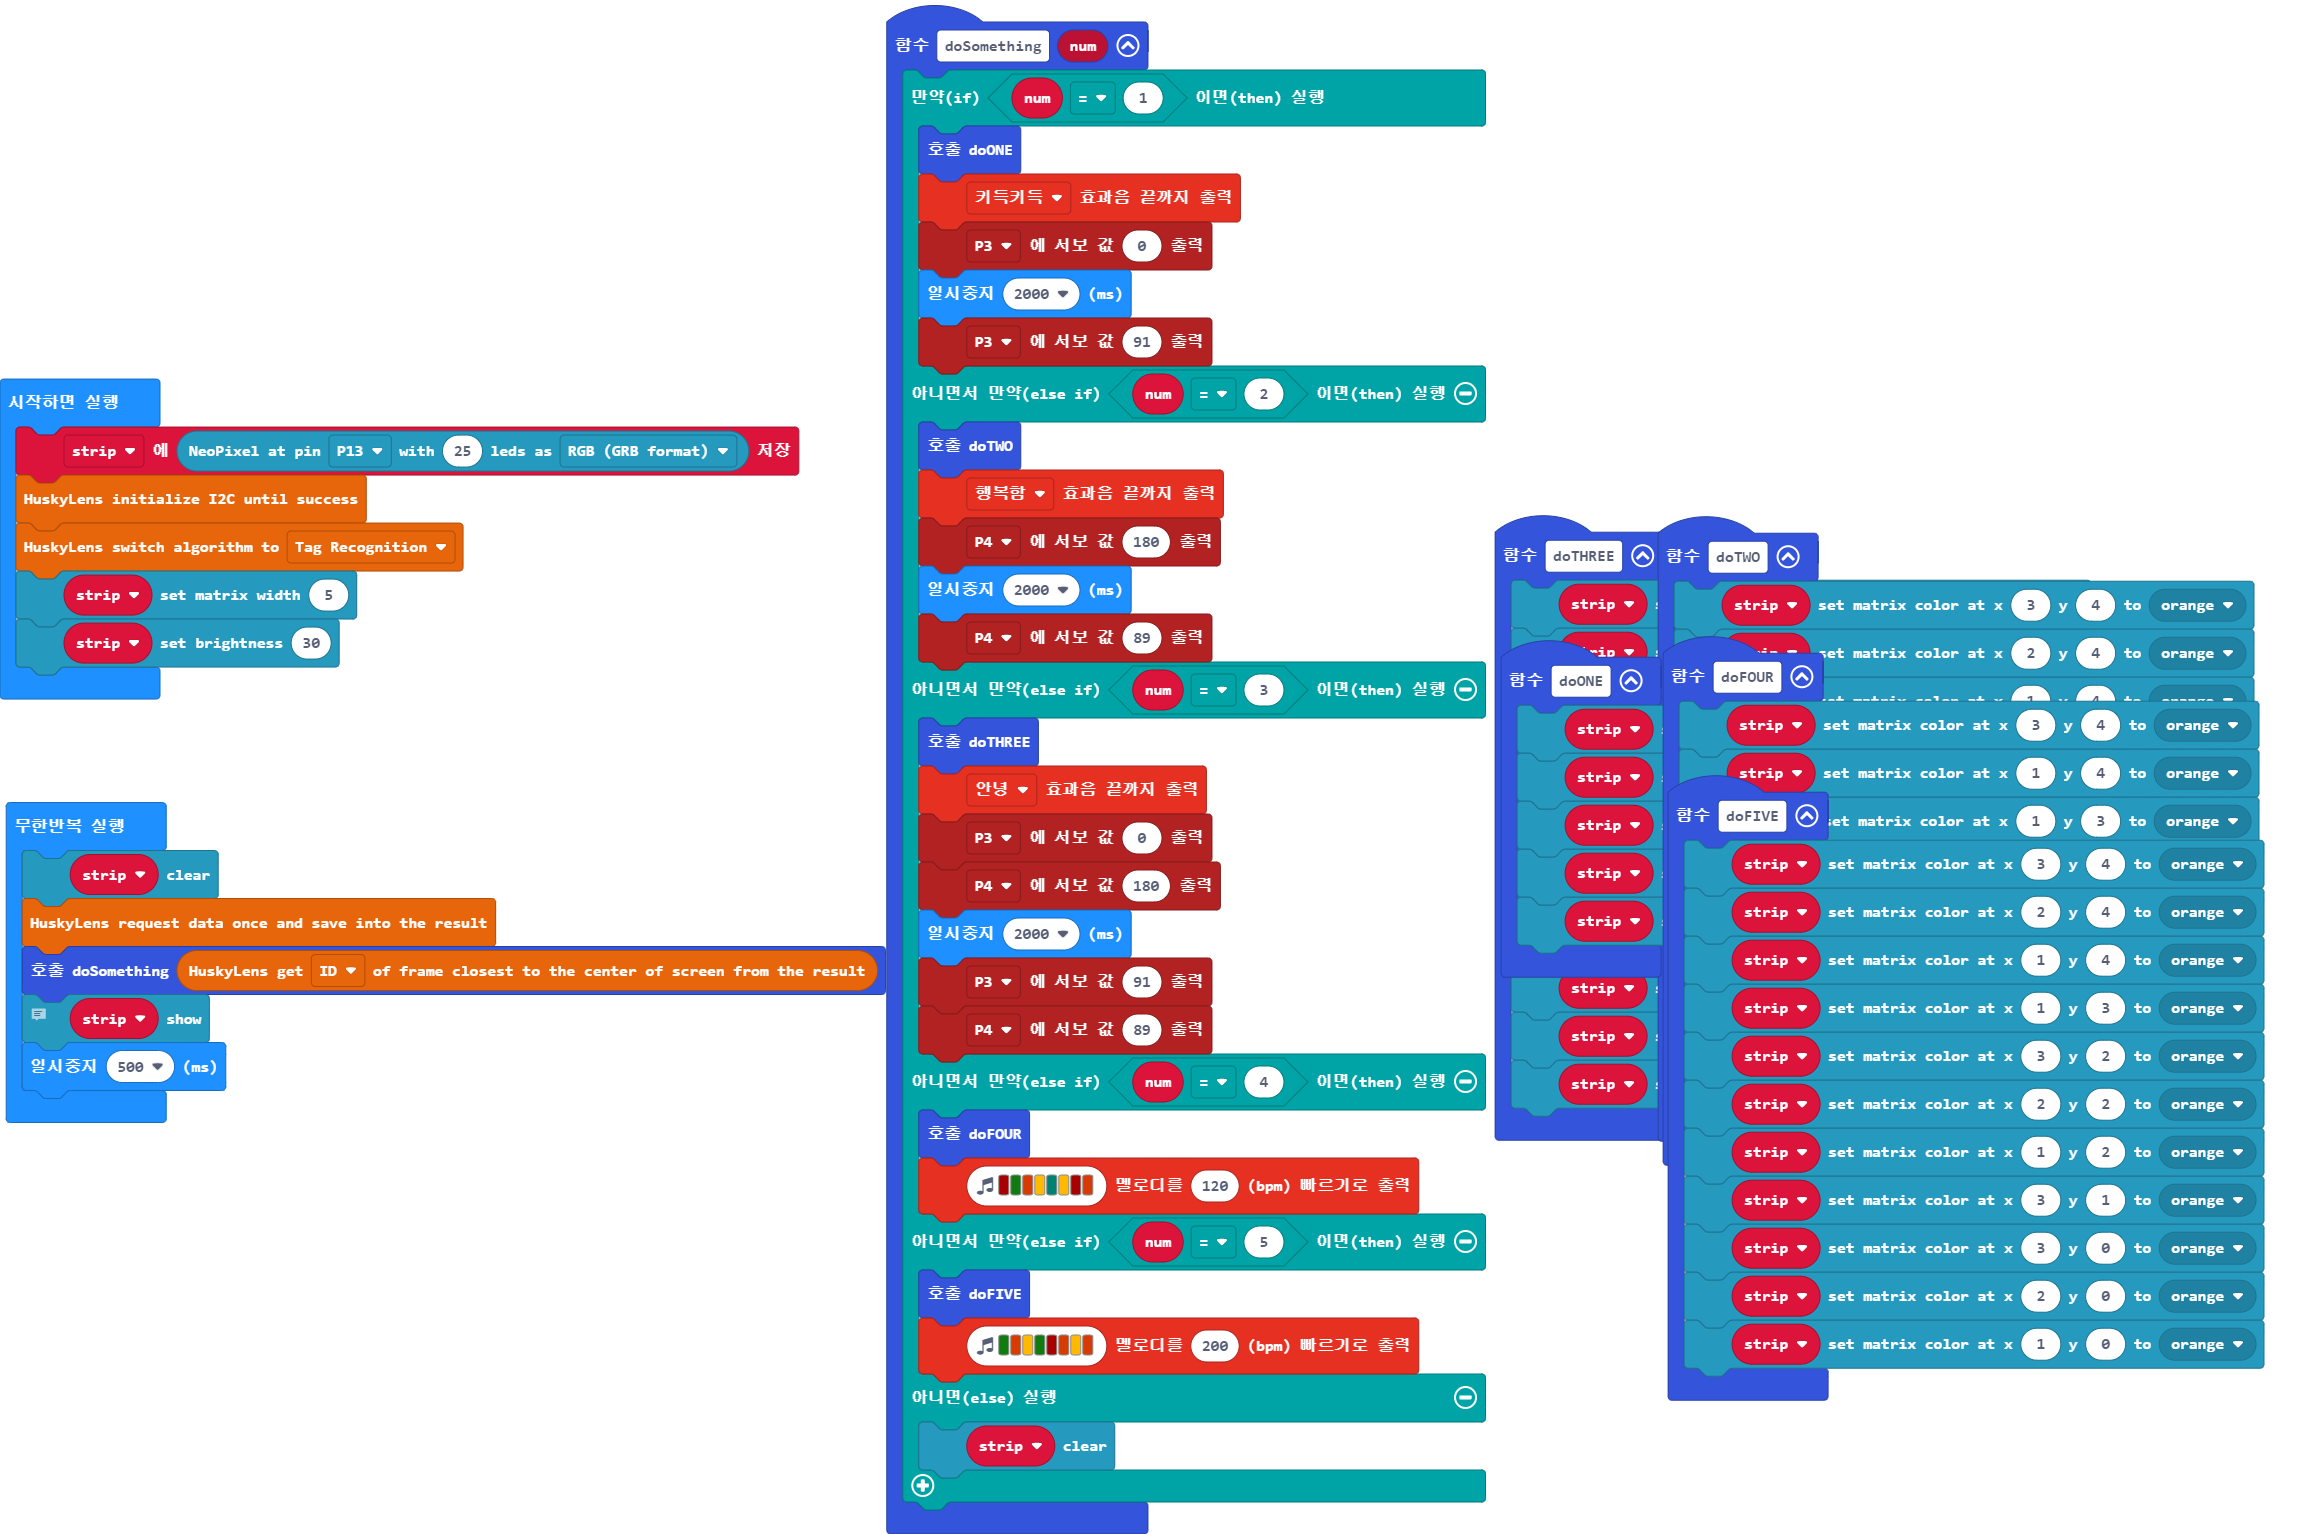 시작하면 실행
strip 에 NeoPixel at pin P13 with 25 leds as RGB (GRB format) 저장
HuskyLens initialize I2C until success
HuskyLens switch algorithm to Tag Recognition
strip set matrix width 5
strip set brightness 30
무한반복 실행
strip clear
HuskyLens request data once and save into the result
호출 doSomething HuskyLens get ID of frame closest to the center of screen from the result
strip show
일시중지 500 (ms)
함수 doSomething num
만약(if) num = 1 이면(then) 실행
호출 doONE
키득키득 효과음 끝까지 출력
P3 에 서보 값 0 출력
일시중지 2000 (ms)
P3 에 서보 값 91 출력
아니면서 만약(else if) num = 2 이면(then) 실행
호출 doTWO
행복함 효과음 끝까지 출력
P4 에 서보 값 180 출력
일시중지 2000 (ms)
P4 에 서보 값 89 출력
아니면서 만약(else if) num = 3 이면(then) 실행
호출 doTHREE
안녕 효과음 끝까지 출력
P3 에 서보 값 0 출력
P4 에 서보 값 180 출력
일시중지 2000 (ms)
P3 에 서보 값 91 출력
P4 에 서보 값 89 출력
아니면서 만약(else if) num = 4 이면(then) 실행
호출 doFOUR
멜로디를 120 (bpm) 빠르기로 출력
아니면서 만약(else if) num = 5 이면(then) 실행
호출 doFIVE
멜로디를 200 (bpm) 빠르기로 출력
아니면(else) 실행
strip clear
함수 doTHREE
strip
strip
strip
strip
함수 doONE
strip
strip
strip
strip
strip
함수 doTWO
strip set matrix color at x 3 y 4 to orange
set matrix color at x 2 y 4 to orange
함수 doFOUR
strip set matrix color at x 3 y 4 to orange
strip set matrix color at x 1 y 4 to orange
set matrix color at x 1 y 3 to orange
함수 doFIVE
strip set matrix color at x 3 y 4 to orange
strip set matrix color at x 2 y 4 to orange
strip set matrix color at x 1 y 4 to orange
strip set matrix color at x 1 y 3 to orange
strip set matrix color at x 3 y 2 to orange
strip set matrix color at x 2 y 2 to orange
strip set matrix color at x 1 y 2 to orange
strip set matrix color at x 3 y 1 to orange
strip set matrix color at x 3 y 0 to orange
strip set matrix color at x 2 y 0 to orange
strip set matrix color at x 1 y 0 to orange